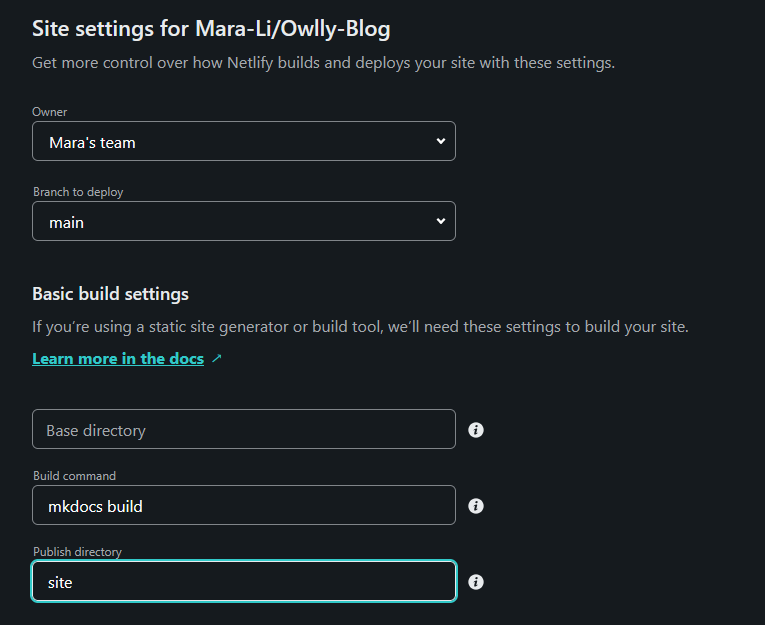 Site settings for Mara-Li/Owlly-Blog
Get more control over how Netlify builds and deploys your site with these settings.
Owner
Mara's team
Branch to deploy
main
Basic build settings
If you’re using a static site generator or build tool, we’ll need these settings to build your site.
Learn more in the docs ↗
Base directory
Build command
mkdocs build
Publish directory
site